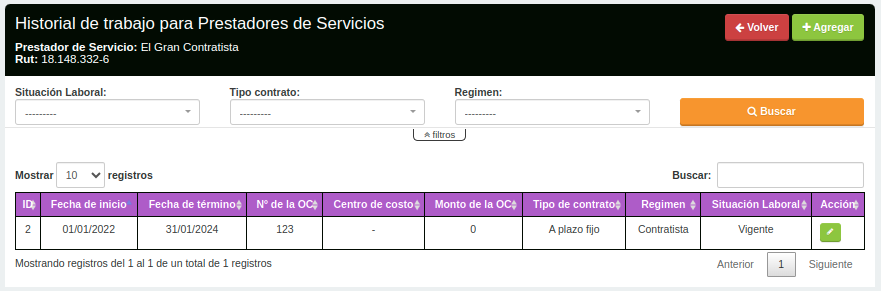 Historial de trabajo para Prestadores de Servicios
Volver Agregar
Prestador de Servicio: El Gran Contratista
Rut: 18.148.332-6
Situación Laboral: Tipo contrato: Regimen:
--------- --------- --------- Buscar
filtros
Mostrar 10 registros Buscar:
ID Fecha de inicio Fecha de término Nº de la OC Centro de costo Monto de la OC Tipo de contrato Regimen Situación Laboral Acción
2 01/01/2022 31/01/2024 123 - 0 A plazo fijo Contratista Vigente
Mostrando registros del 1 al 1 de un total de 1 registros Anterior 1 Siguiente